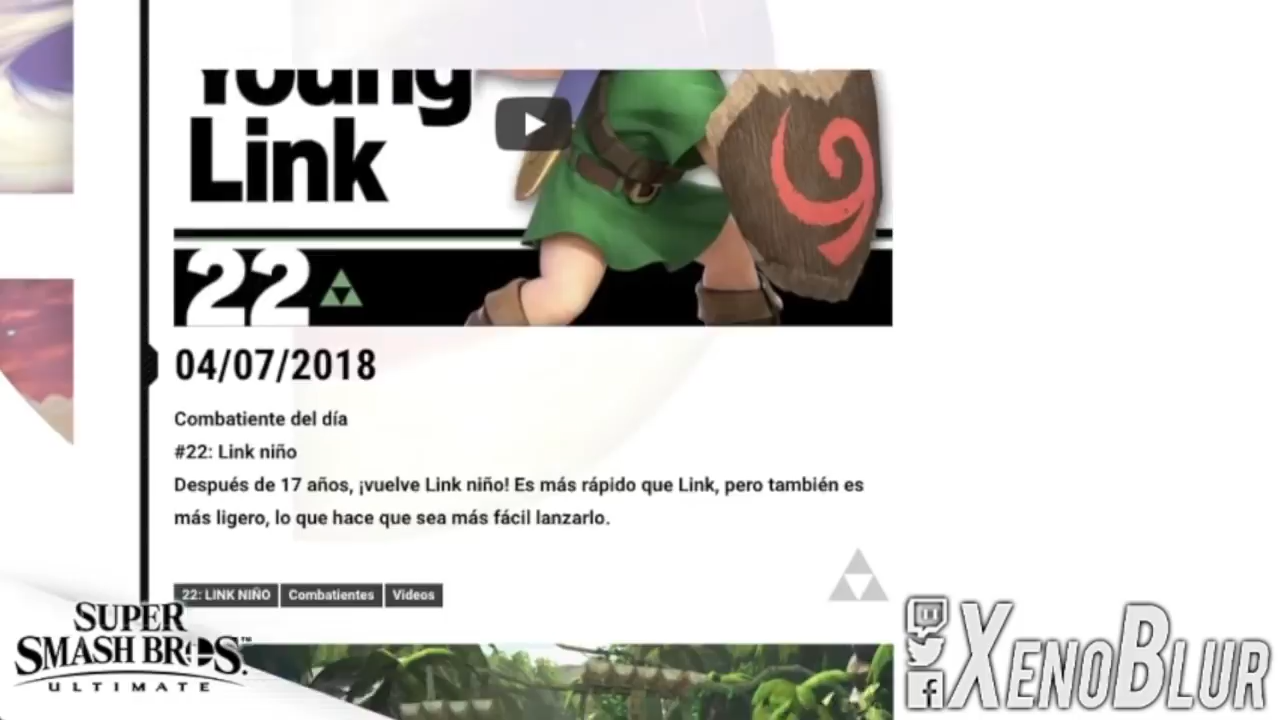 Young
Link
22
04/07/2018
Combatiente del día
#22: Link niño
Después de 17 años, ¡vuelve Link niño! Es más rápido que Link, pero también es
más ligero, lo que hace que sea más fácil lanzarlo.
22: LINK NIÑO Combatientes Videos
SUPER
SMASH BROS.™
ULTIMATE
XENOBLUR